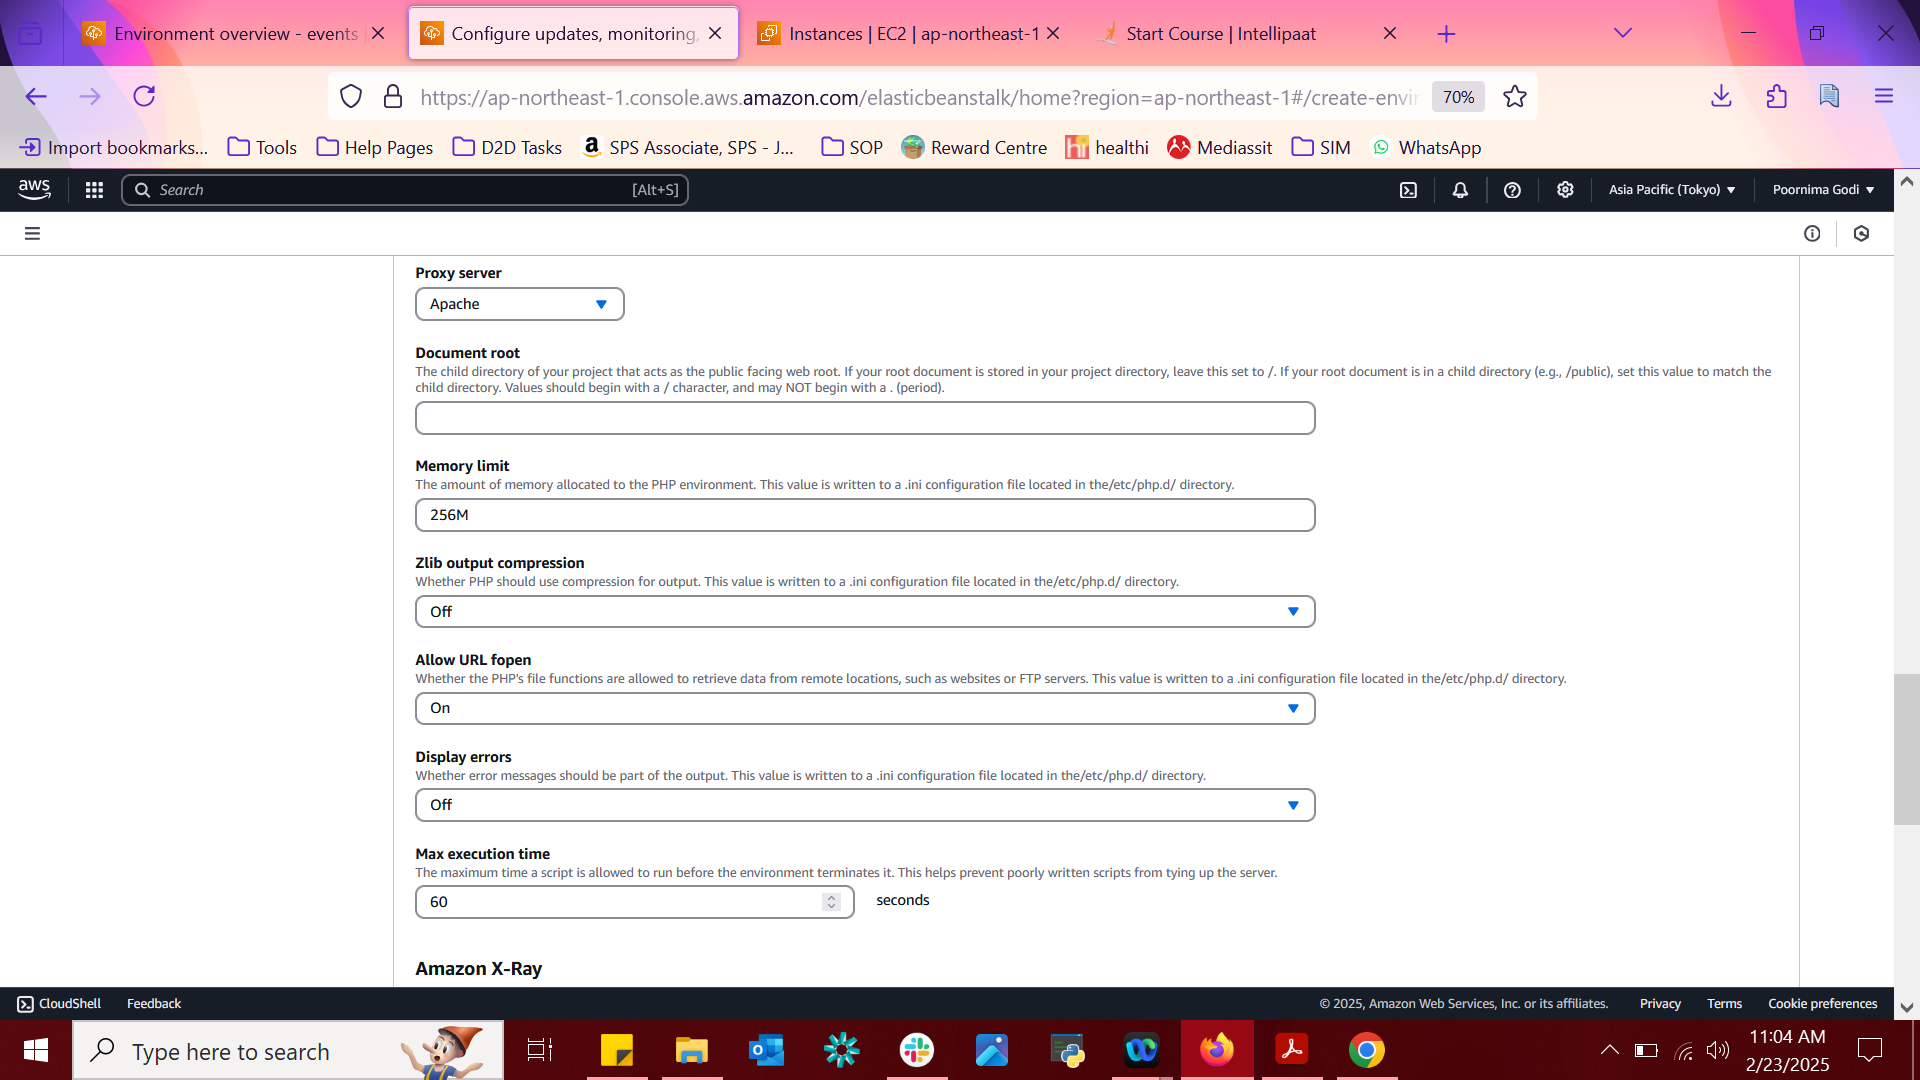 Environment overview - events
Configure updates, monitoring,
Instances | EC2 | ap-northeast-1
Start Course | Intellipaat
https://ap-northeast-1.console.aws.amazon.com/elasticbeanstalk/home?region=ap-northeast-1#/create-envir
70%
Import bookmarks...
Tools
Help Pages
D2D Tasks
SPS Associate, SPS - J...
SOP
Reward Centre
healthi
Mediassit
SIM
WhatsApp
aws
Search
[Alt+S]
Asia Pacific (Tokyo)
Poornima Godi
Proxy server
Apache
Document root
The child directory of your project that acts as the public facing web root. If your root document is stored in your project directory, leave this set to /. If your root document is in a child directory (e.g., /public), set this value to match the
child directory. Values should begin with a / character, and may NOT begin with a . (period).
Memory limit
The amount of memory allocated to the PHP environment. This value is written to a .ini configuration file located in the/etc/php.d/ directory.
256M
Zlib output compression
Whether PHP should use compression for output. This value is written to a .ini configuration file located in the/etc/php.d/ directory.
Off
Allow URL fopen
Whether the PHP's file functions are allowed to retrieve data from remote locations, such as websites or FTP servers. This value is written to a .ini configuration file located in the/etc/php.d/ directory.
On
Display errors
Whether error messages should be part of the output. This value is written to a .ini configuration file located in the/etc/php.d/ directory.
Off
Max execution time
The maximum time a script is allowed to run before the environment terminates it. This helps prevent poorly written scripts from tying up the server.
60
seconds
Amazon X-Ray
CloudShell
Feedback
© 2025, Amazon Web Services, Inc. or its affiliates.
Privacy
Terms
Cookie preferences
Type here to search
11:04 AM
2/23/2025